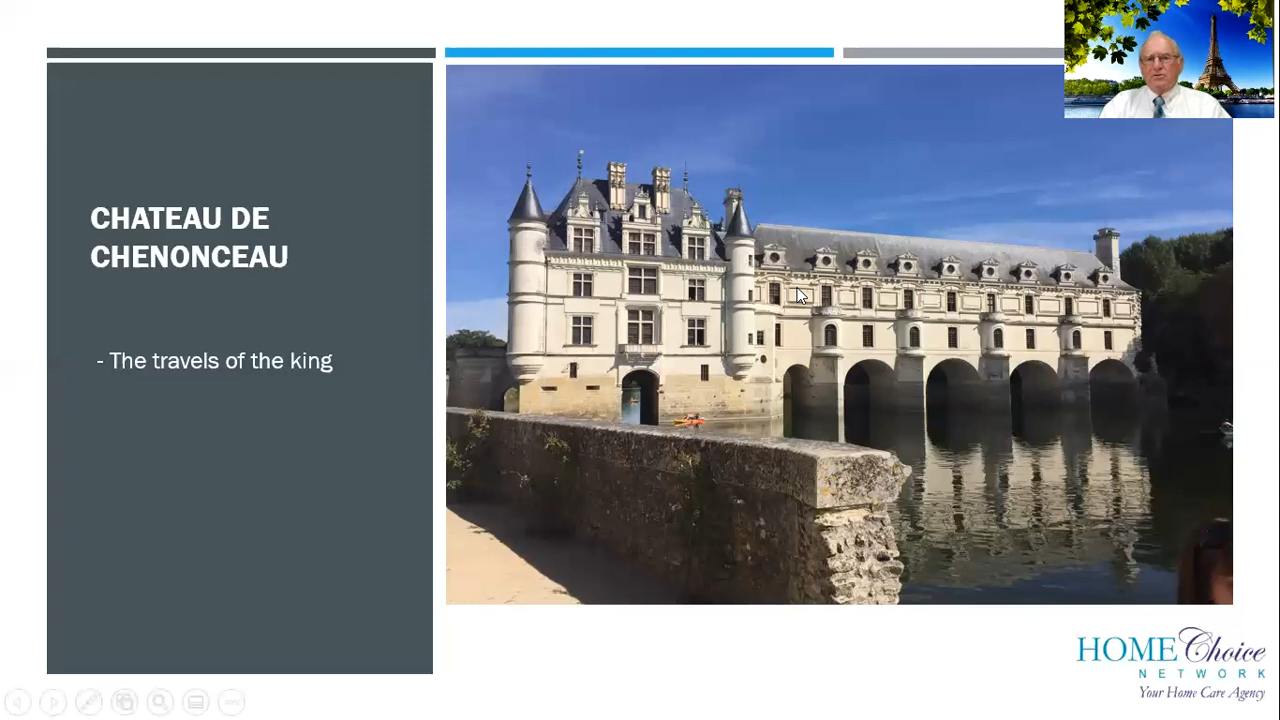 CHATEAU DE
CHENONCEAU
- The travels of the king
HOME Choice
NETWORK
Your Home Care Agency